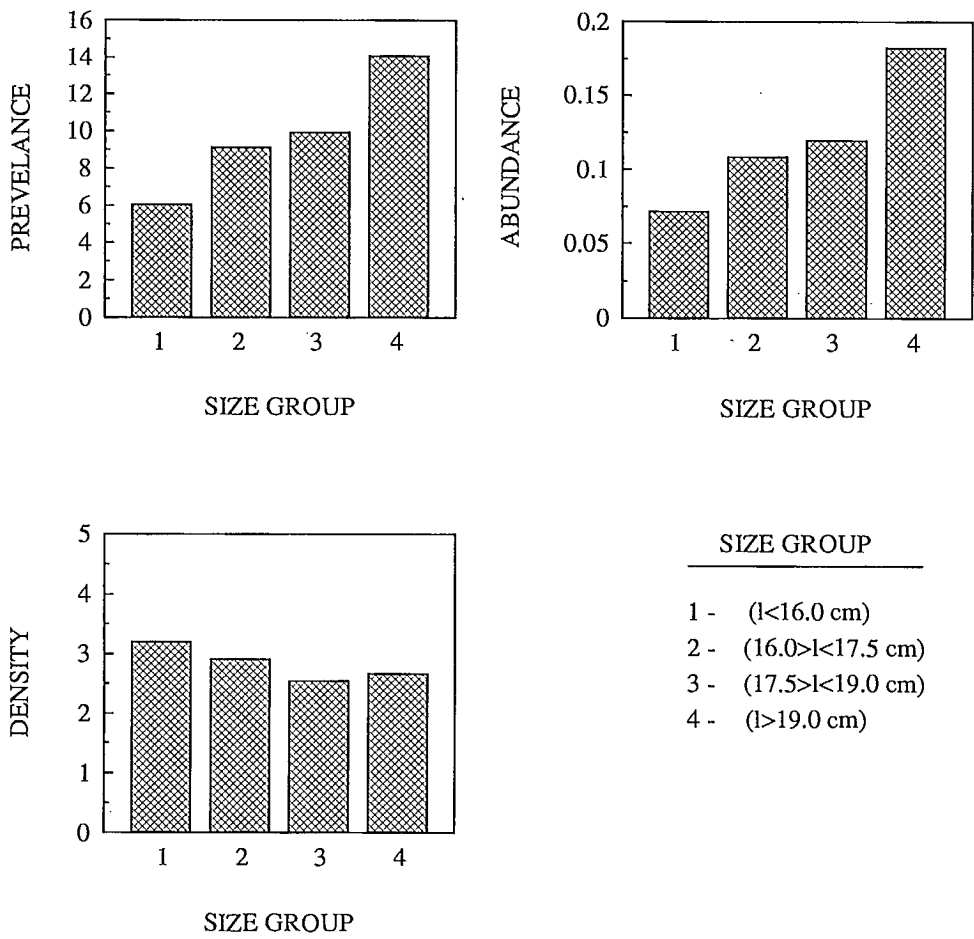 PREVELANCE
16
14
12
10
8
6
4
2
0
1 2 3 4
SIZE GROUP
ABUNDANCE
0.2
0.15
0.1
0.05
0
1 2 3 4
SIZE GROUP
DENSITY
5
4
3
2
1
0
1 2 3 4
SIZE GROUP
SIZE GROUP
1 - (l<16.0 cm)
2 - (16.0>l<17.5 cm)
3 - (17.5>l<19.0 cm)
4 - (l>19.0 cm)